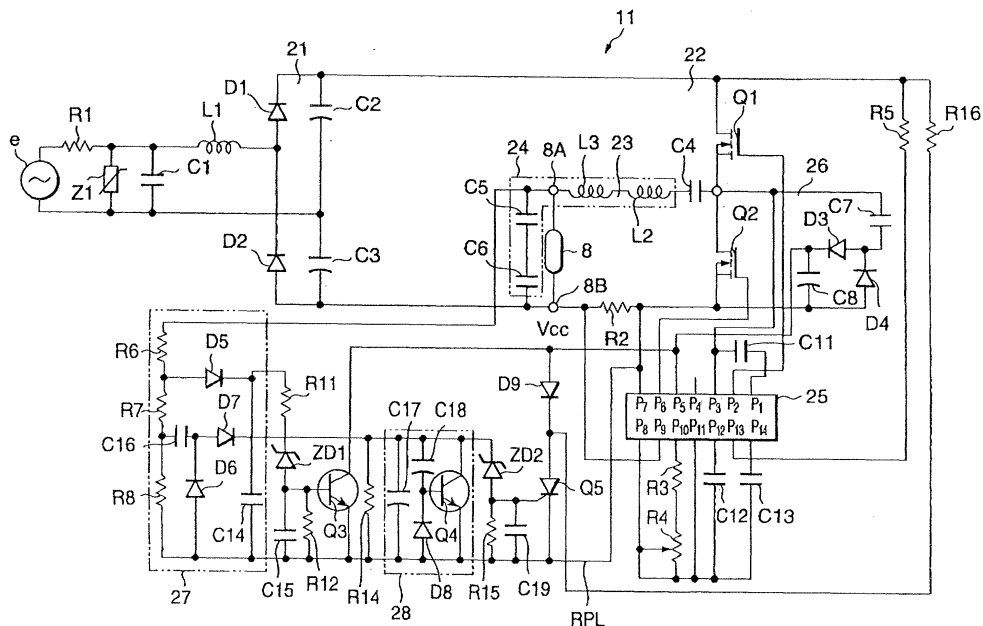 11
21
22
D1
C2
Q1
R5
R16
L1
R1
e
Z1
C1
24
8A
L3
23
C4
26
C5
L2
Q2
C7
D3
D2
C3
C6
8
C8
D4
8B
Vcc
R2
R6
D5
C11
R7
D7
R11
D9
P7 P6 P5 P4 P3 P2 P1
25
P8 P9 P10 P11 P12 P13 P14
C16
ZD1
C17
C18
ZD2
R8
D6
Q3
Q4
Q5
R3
R4
C12
C13
C14
C15
R12
R14
D8
R15
C19
27
28
RPL